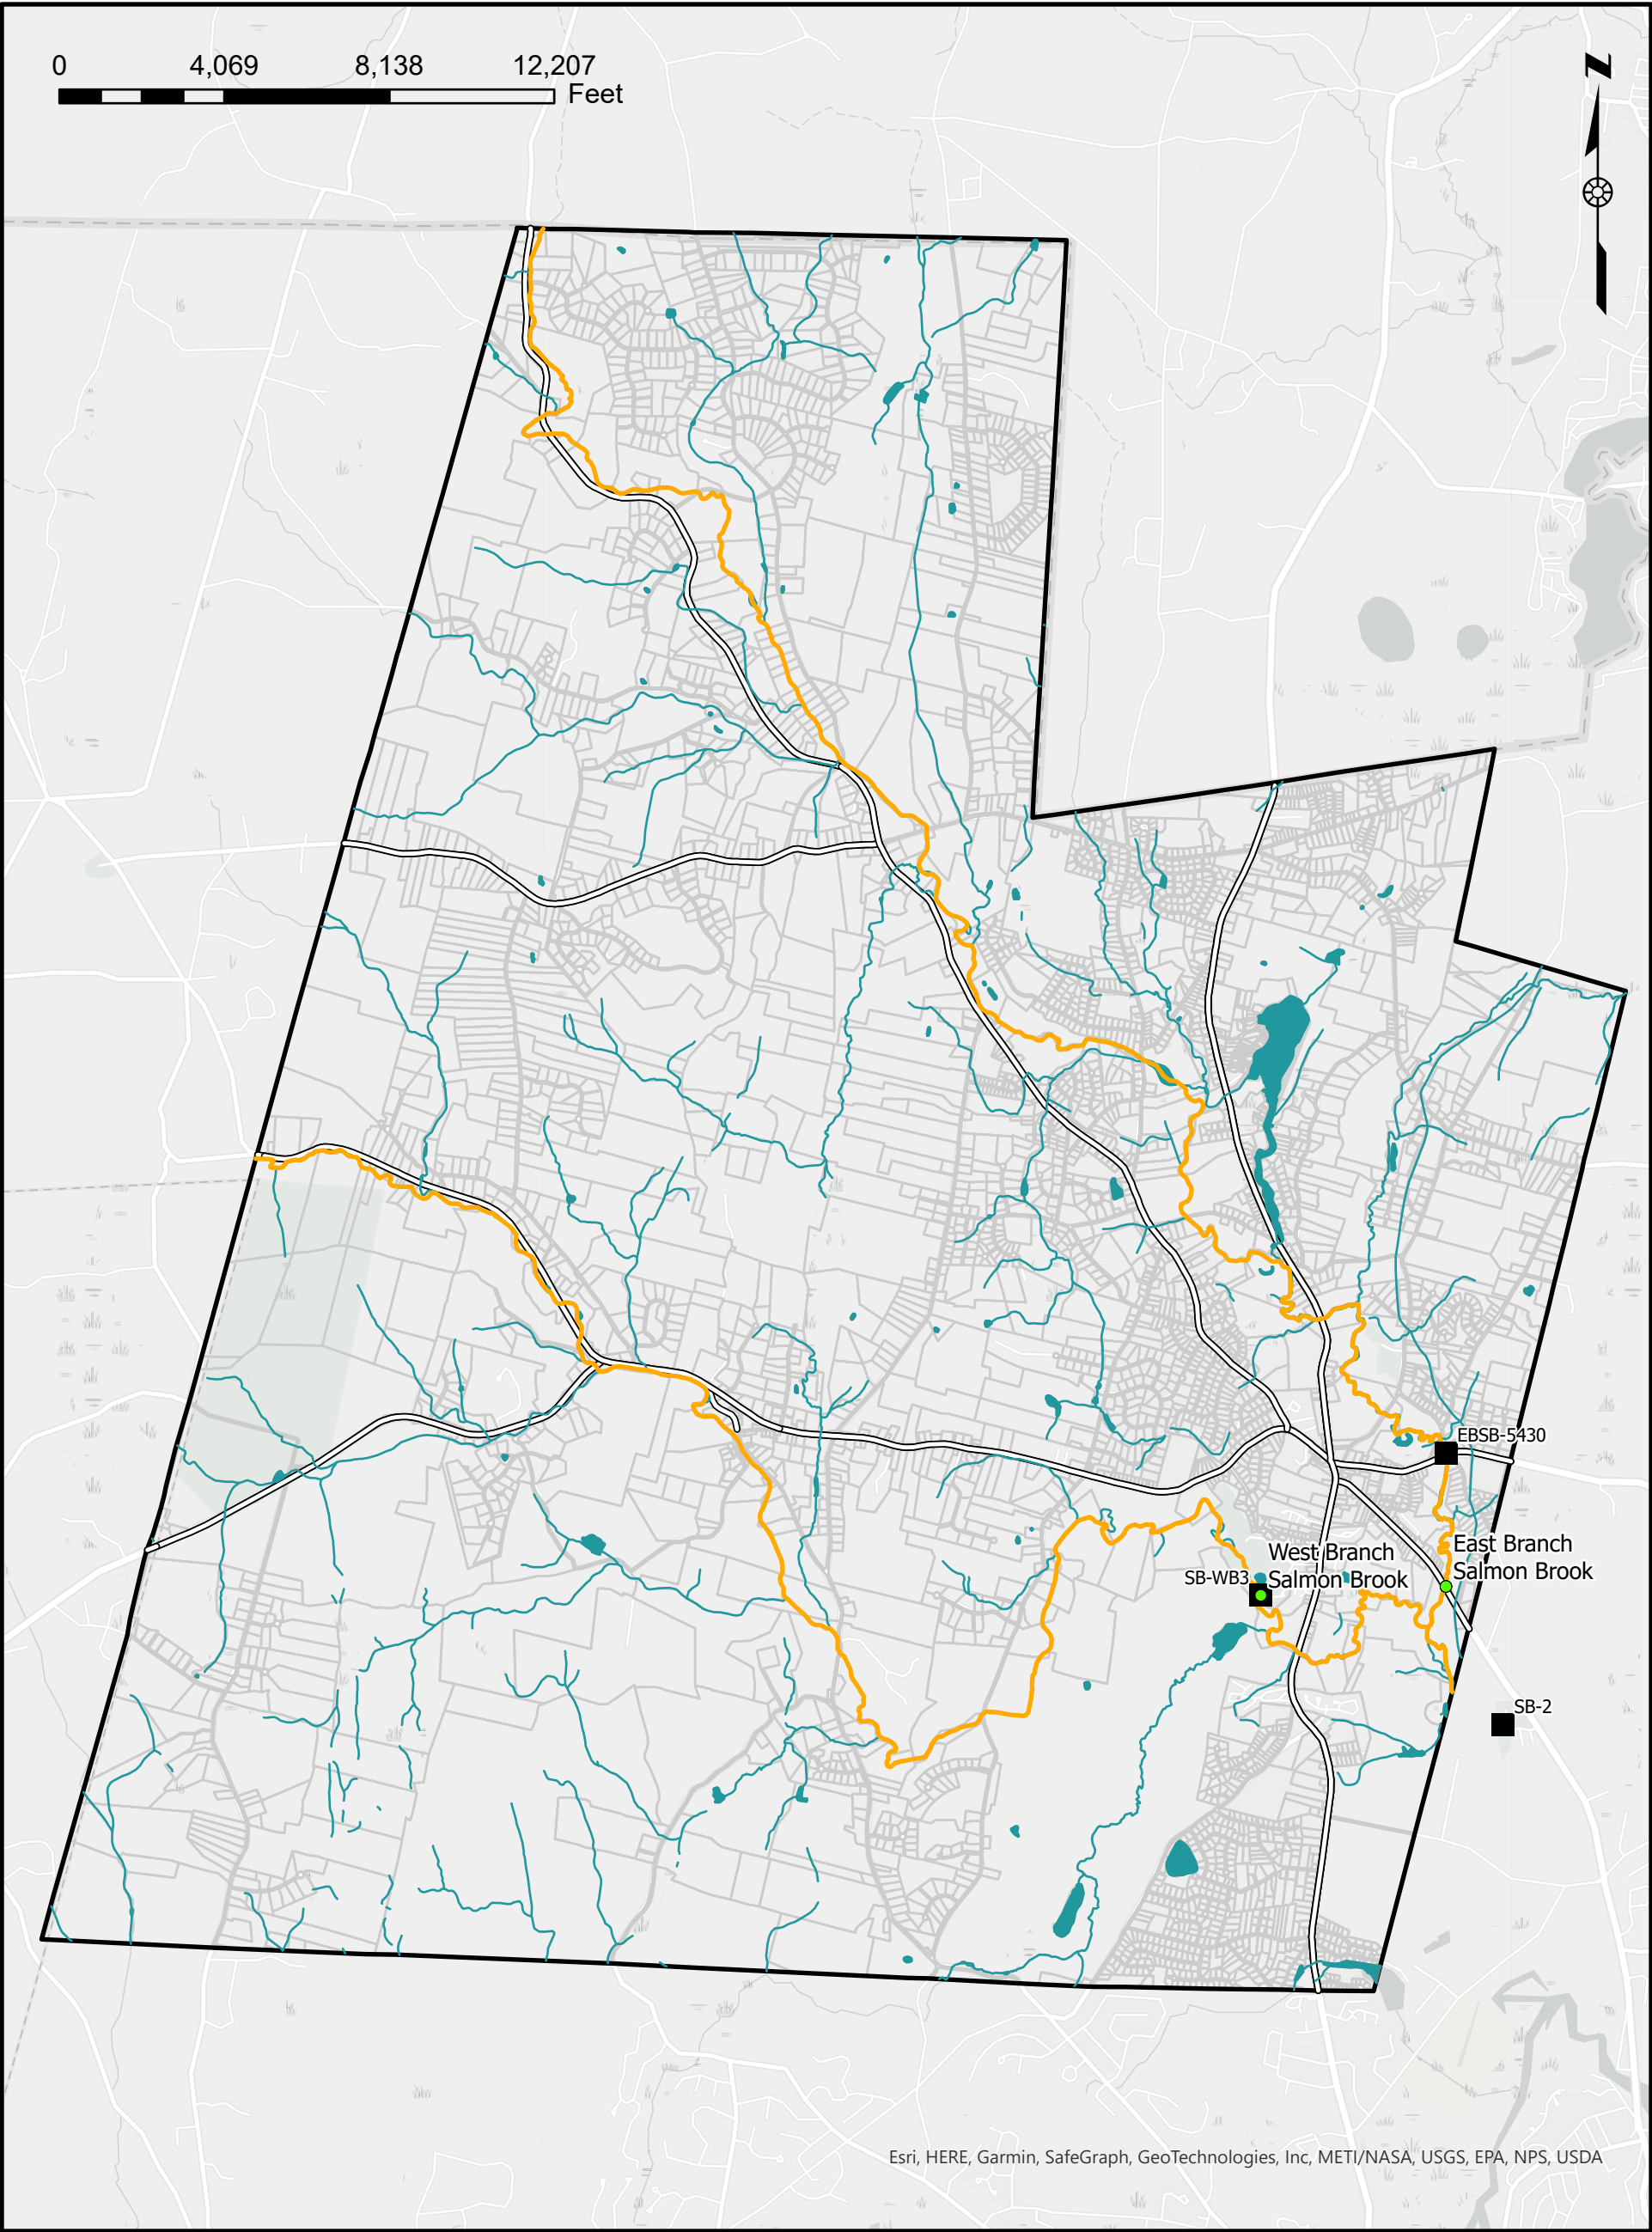 0 4,069 8,138 12,207
Feet
N
EBSB-5430
East Branch
Salmon Brook
West Branch
Salmon Brook
SB-WB3
SB-2
Esri, HERE, Garmin, SafeGraph, GeoTechnologies, Inc, METI/NASA, USGS, EPA, NPS, USDA